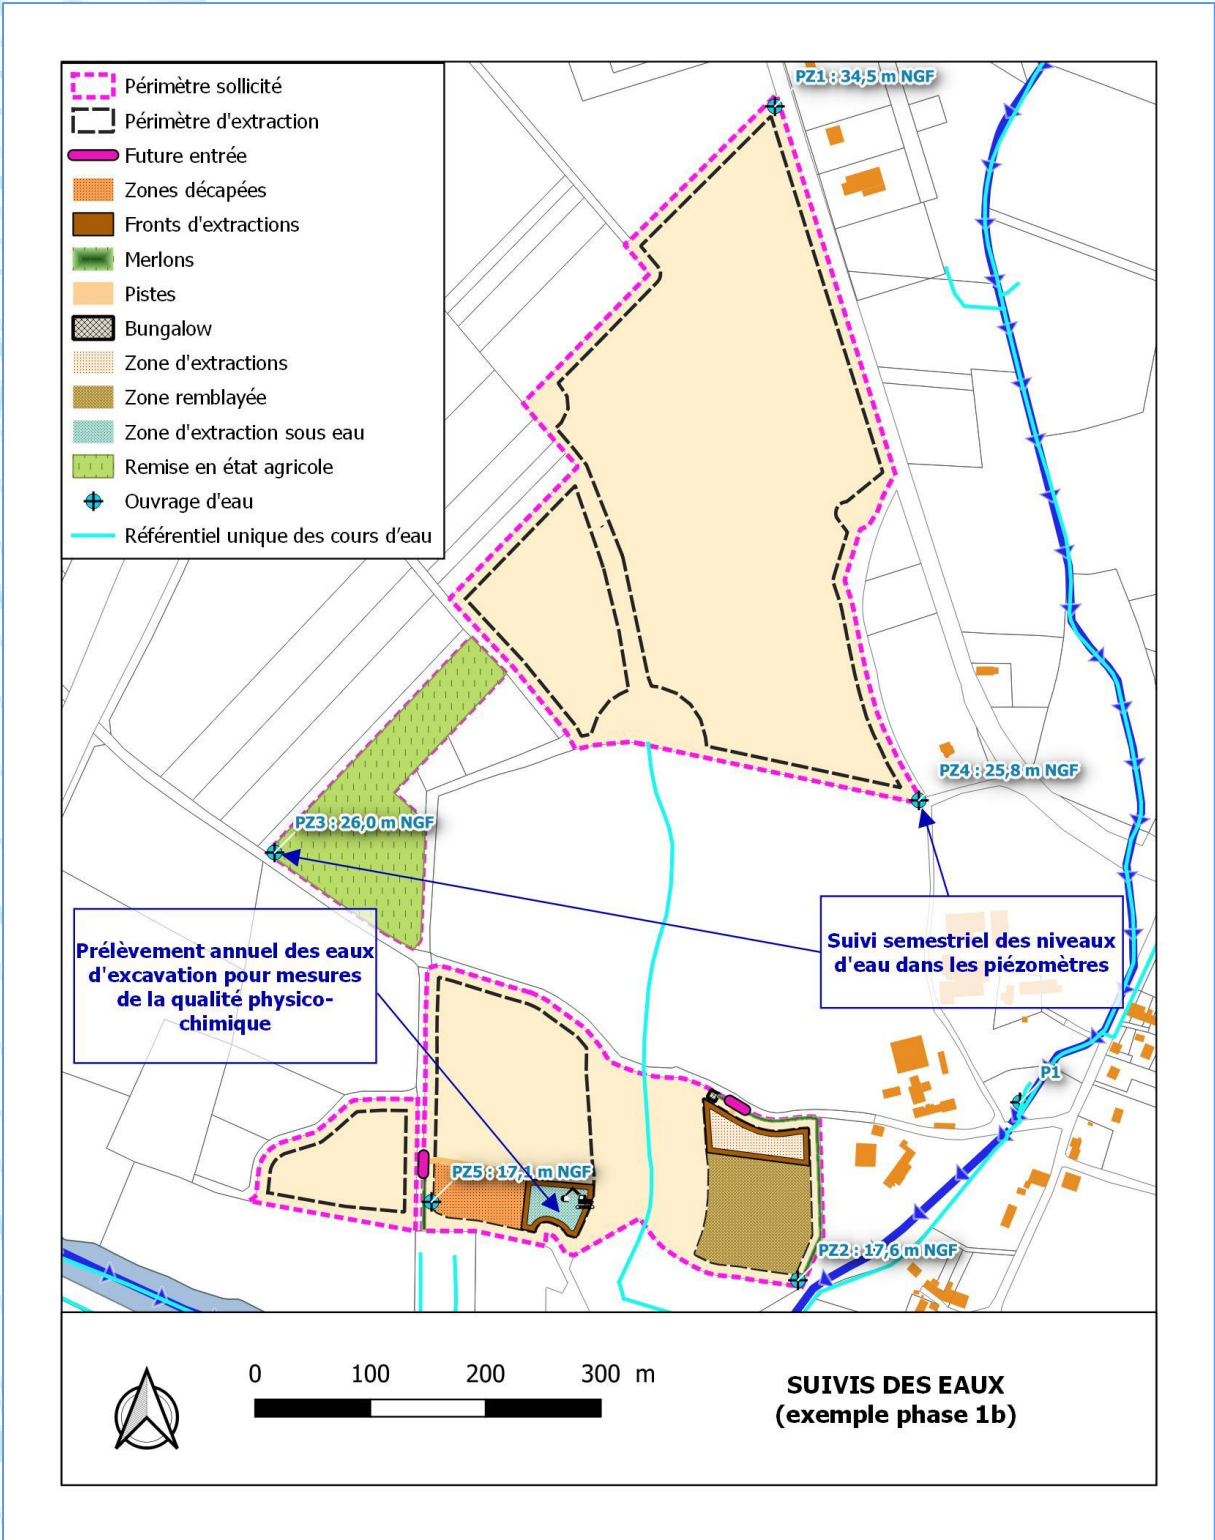 Périmètre sollicité
Périmètre d'extraction
Future entrée
Zones décapées
Fronts d'extractions
Merlons
Pistes
Bungalow
Zone d'extractions
Zone remblayée
Zone d'extraction sous eau
Remise en état agricole
Ouvrage d'eau
Référentiel unique des cours d’eau
PZ1 : 34,5 m NGF
PZ4 : 25,8 m NGF
PZ3 : 26,0 m NGF
Prélèvement annuel des eaux
d'excavation pour mesures
de la qualité physico-
chimique
Suivi semestriel des niveaux
d'eau dans les piézomètres
P1
PZ5 : 17,1 m NGF
PZ2 : 17,6 m NGF
0 100 200 300 m
SUIVIS DES EAUX
(exemple phase 1b)